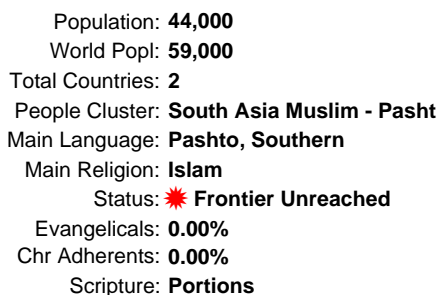 Population: 44,000
World Popl: 59,000
Total Countries: 2
People Cluster: South Asia Muslim - Pasht
Main Language: Pashto, Southern
Main Religion: Islam
Status: Frontier Unreached
Evangelicals: 0.00%
Chr Adherents: 0.00%
Scripture: Portions